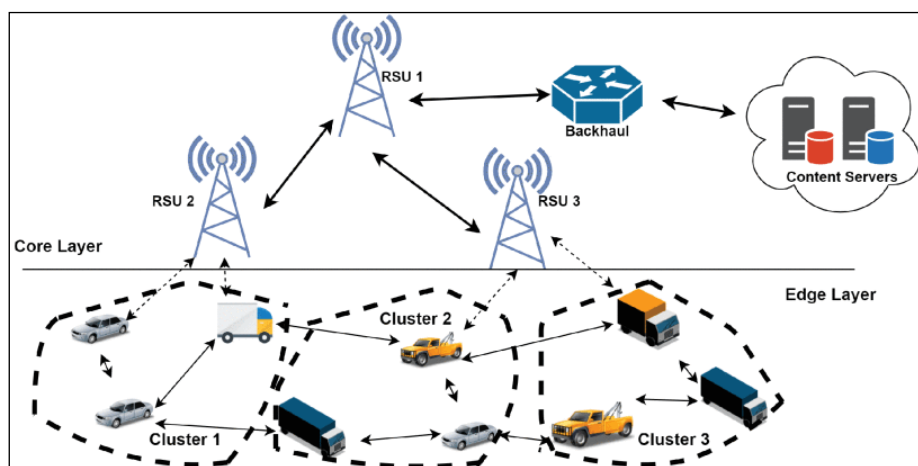 RSU 1
Backhaul
Content Servers
RSU 2
RSU 3
Core Layer
Edge Layer
Cluster 2
Cluster 1
Cluster 3